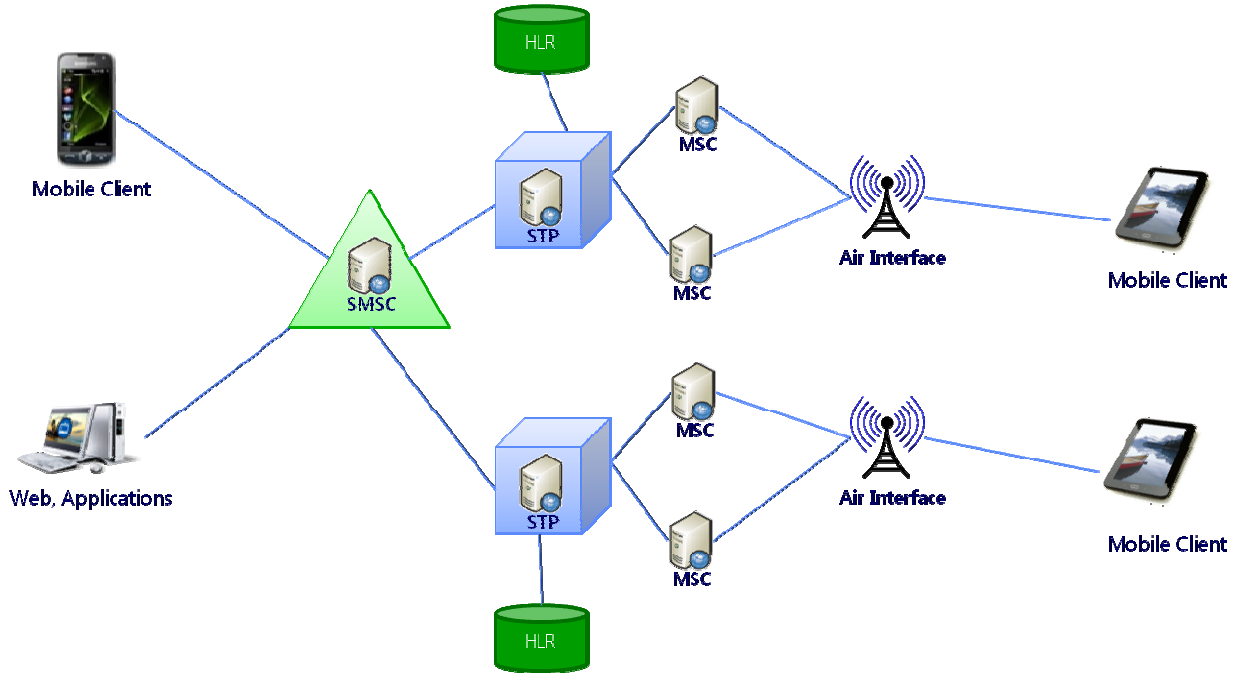 HLR
MSC
Mobile Client
STP
Air Interface
MSC
Mobile Client
SMSC
MSC
Web, Applications
STP
Air Interface
MSC
Mobile Client
HLR